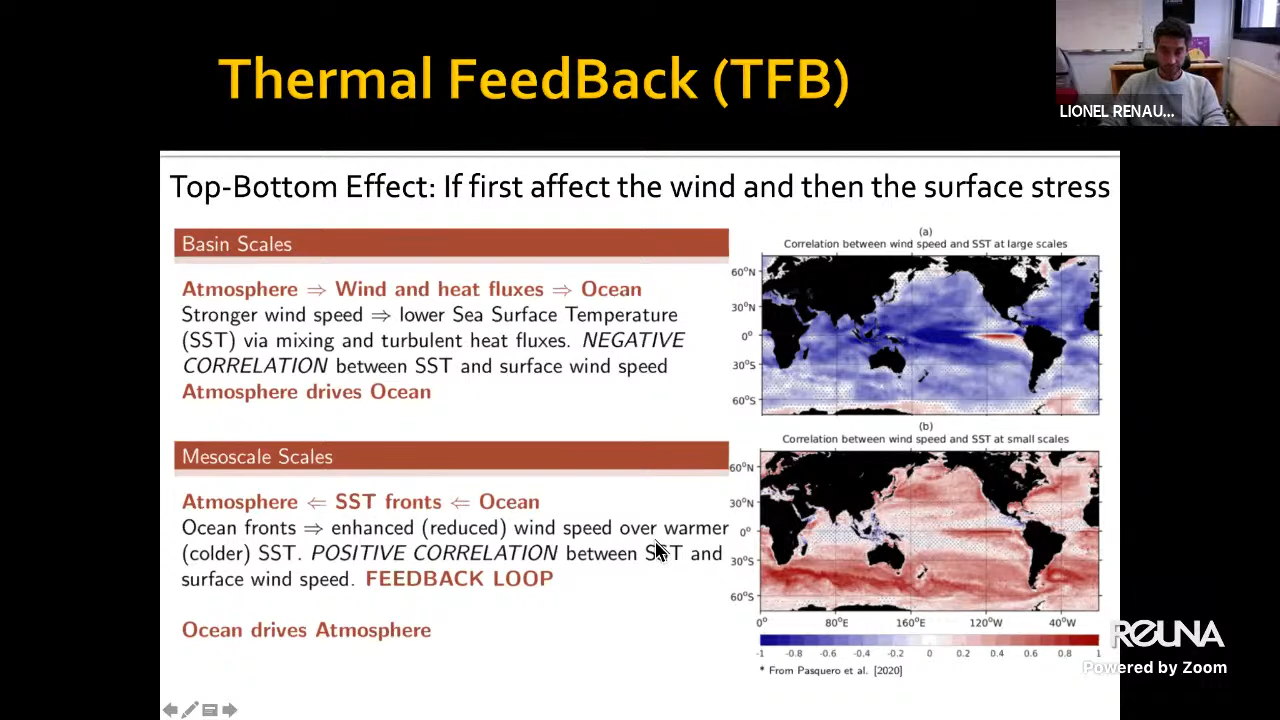 Thermal FeedBack (TFB)
LIONEL RENAU...
Top-Bottom Effect: If first affect the wind and then the surface stress
Basin Scales
Atmosphere ⇒ Wind and heat fluxes ⇒ Ocean
Stronger wind speed ⇒ lower Sea Surface Temperature
(SST) via mixing and turbulent heat fluxes. NEGATIVE
CORRELATION between SST and surface wind speed
Atmosphere drives Ocean
Mesoscale Scales
Atmosphere ⇐ SST fronts ⇐ Ocean
Ocean fronts ⇒ enhanced (reduced) wind speed over warmer
(colder) SST. POSITIVE CORRELATION between SST and
surface wind speed. FEEDBACK LOOP
Ocean drives Atmosphere
(a)
Correlation between wind speed and SST at large scales
60°N
30°N
0°
30°S
60°S
(b)
Correlation between wind speed and SST at small scales
60°N
30°N
0°
30°S
60°S
0° 80°E 160°E 120°W 40°W
-1 -0.8 -0.6 -0.4 -0.2 0 0.2 0.4 0.6 0.8 1
* From Pasquero et al. [2020]
REUNA
Powered by Zoom